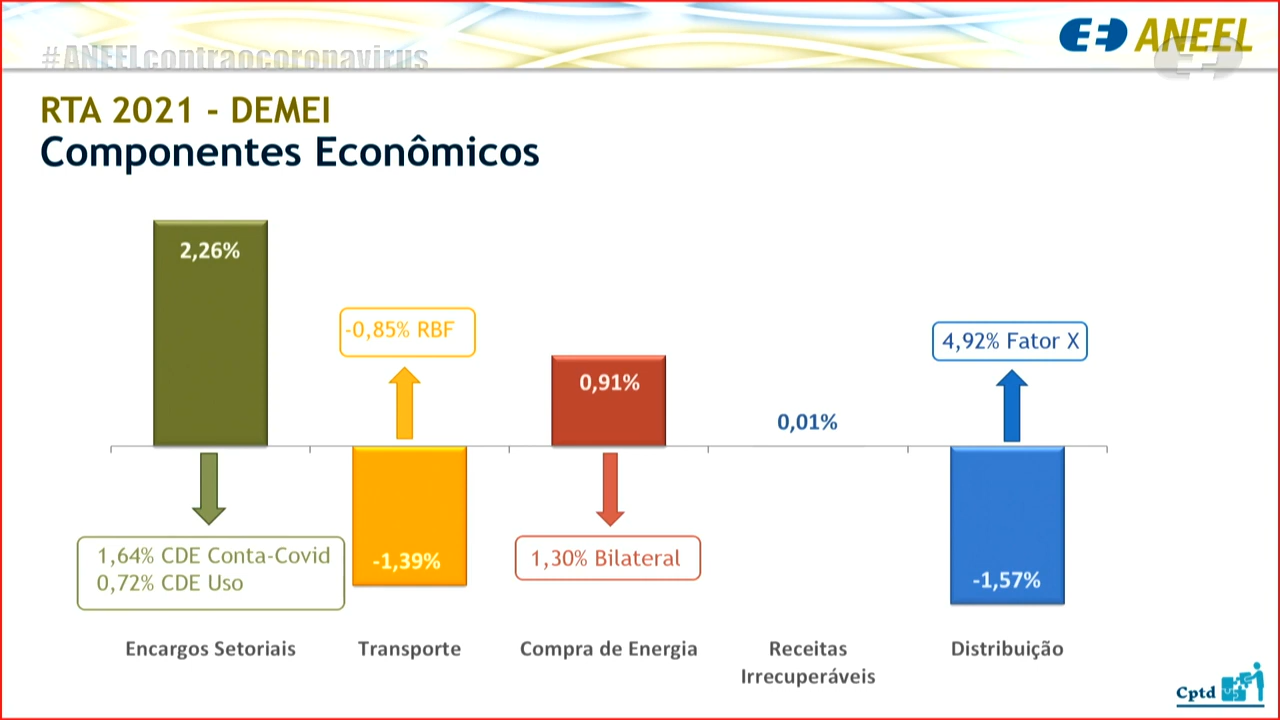 #ANEELcontraocoronavirus
ANEEL
RTA 2021 - DEMEI
Componentes Econômicos
2,26%
-0,85% RBF
0,91%
0,01%
4,92% Fator X
1,64% CDE Conta-Covid
0,72% CDE Uso
-1,39%
1,30% Bilateral
-1,57%
Encargos Setoriais
Transporte
Compra de Energia
Receitas
Irrecuperáveis
Distribuição
Cptd